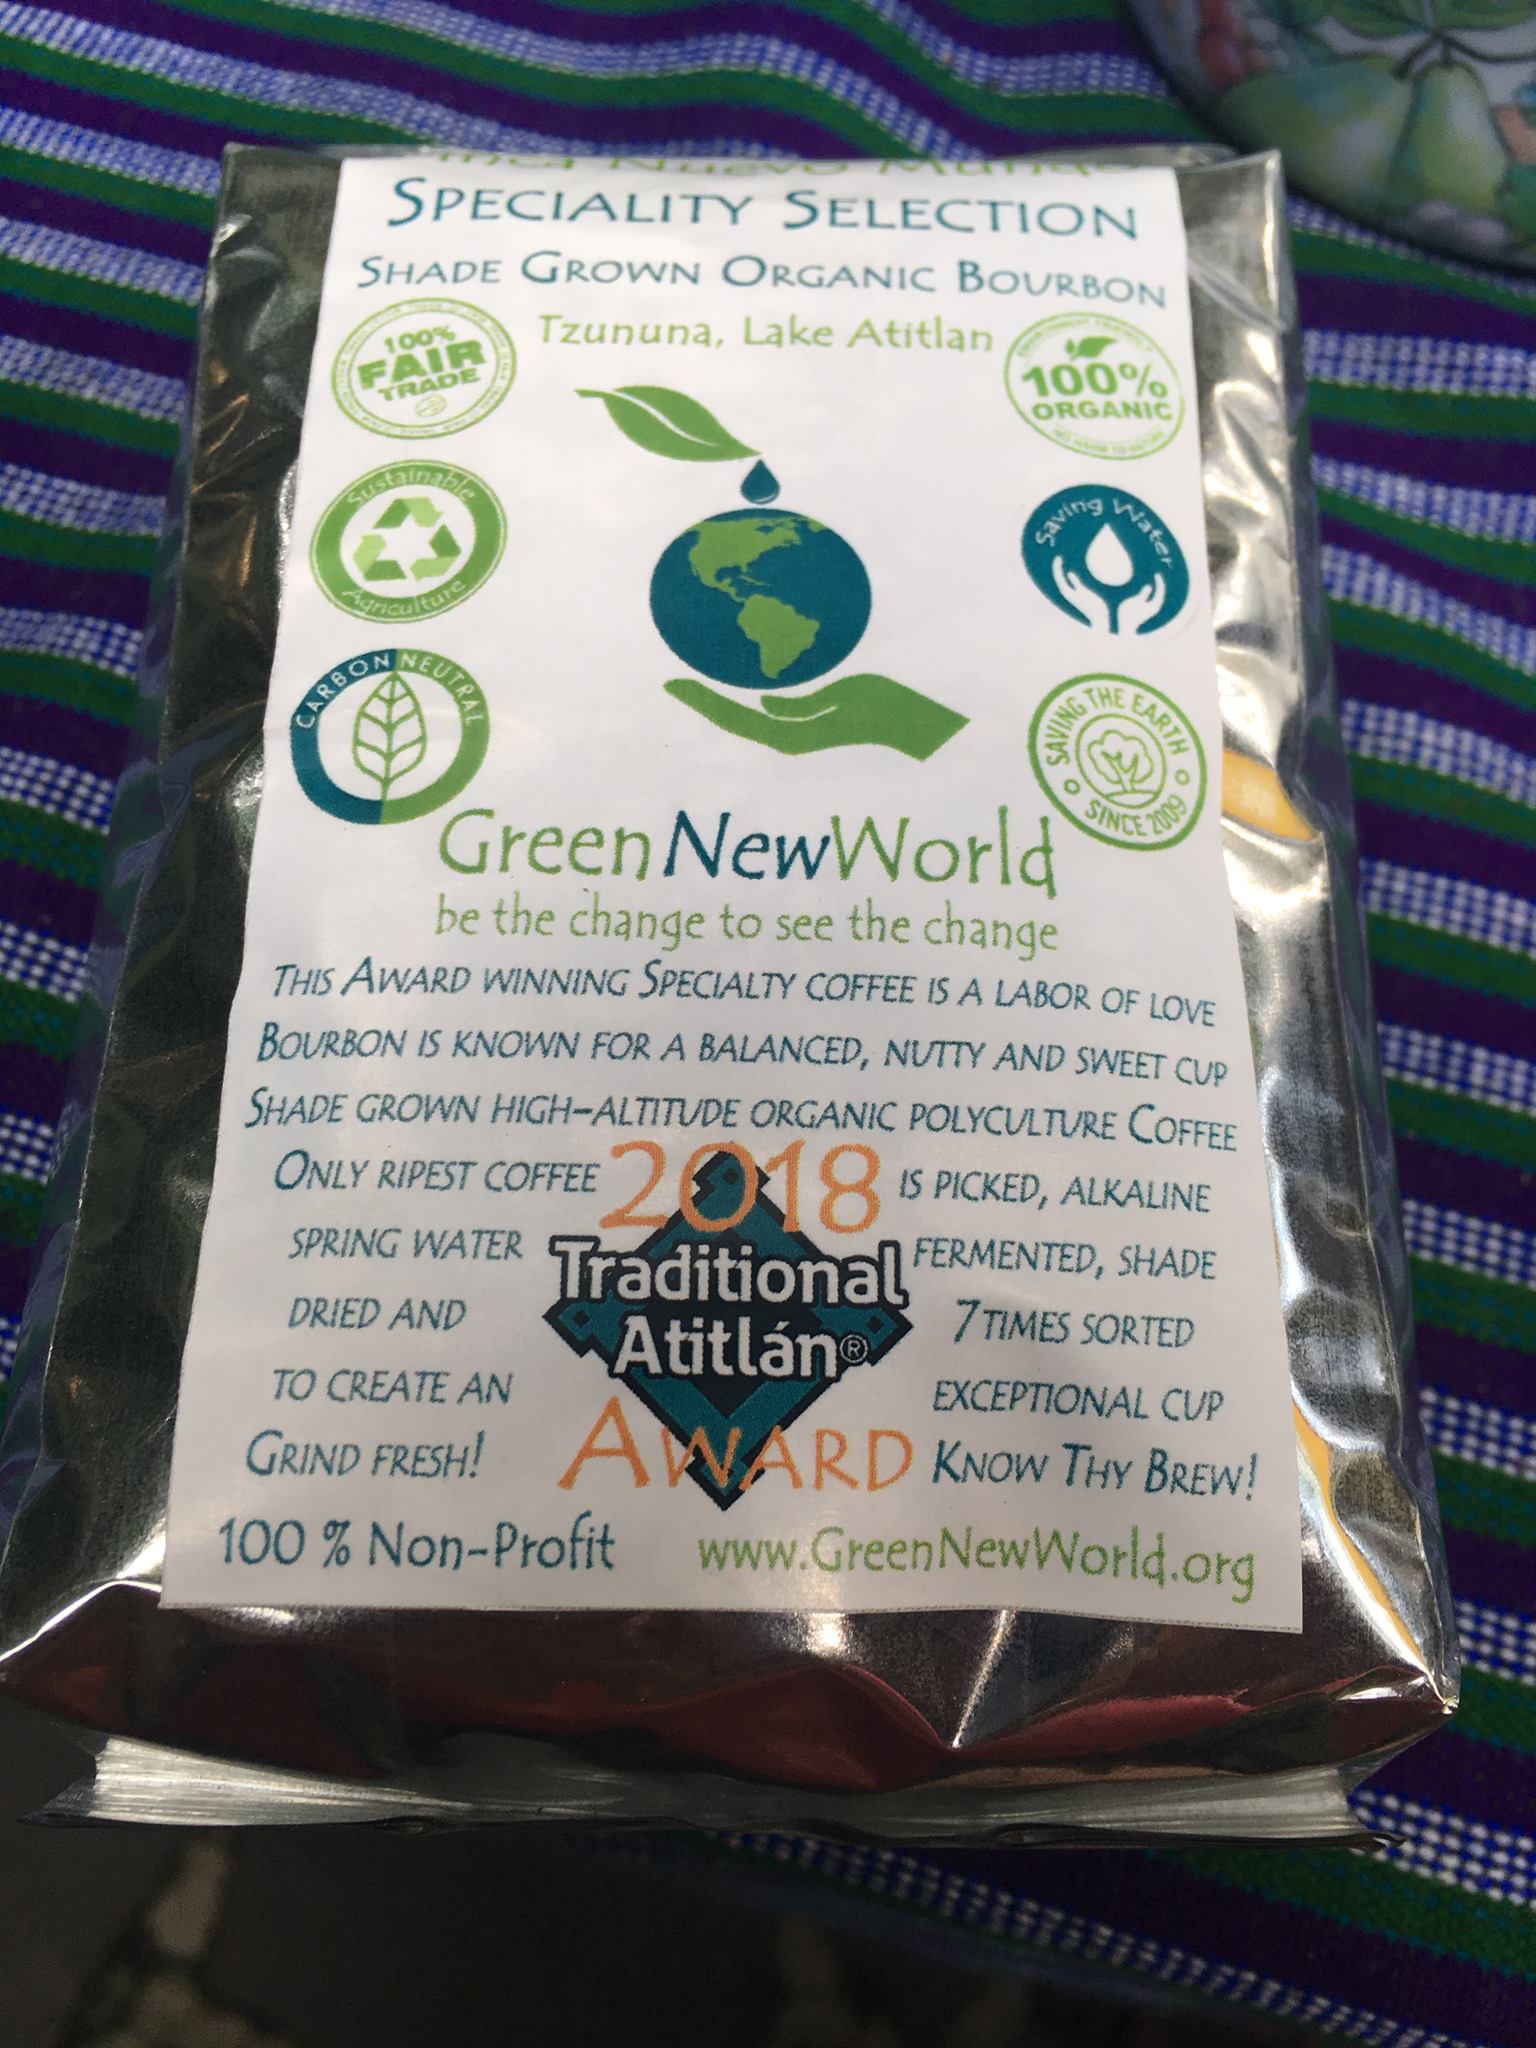 Nuevo Mundo
SPECIALITY SELECTION
SHADE GROWN ORGANIC BOURBON
Tzununa, Lake Atitlan
100%
FAIR
TRADE
100%
ORGANIC
Sustainable
Agriculture
Saving Water
CARBON NEUTRAL
SAVING THE EARTH
SINCE 2009
GreenNewWorld
be the change to see the change
THIS AWARD WINNING SPECIALTY COFFEE IS A LABOR OF LOVE
BOURBON IS KNOWN FOR A BALANCED, NUTTY AND SWEET CUP
SHADE GROWN HIGH-ALTITUDE ORGANIC POLYCULTURE COFFEE
ONLY RIPEST COFFEE 2018 IS PICKED, ALKALINE
SPRING WATER Traditional FERMENTED, SHADE
DRIED AND Atitlán® 7 TIMES SORTED
TO CREATE AN EXCEPTIONAL CUP
GRIND FRESH! AWARD KNOW THY BREW!
100 % Non-Profit www.GreenNewWorld.org